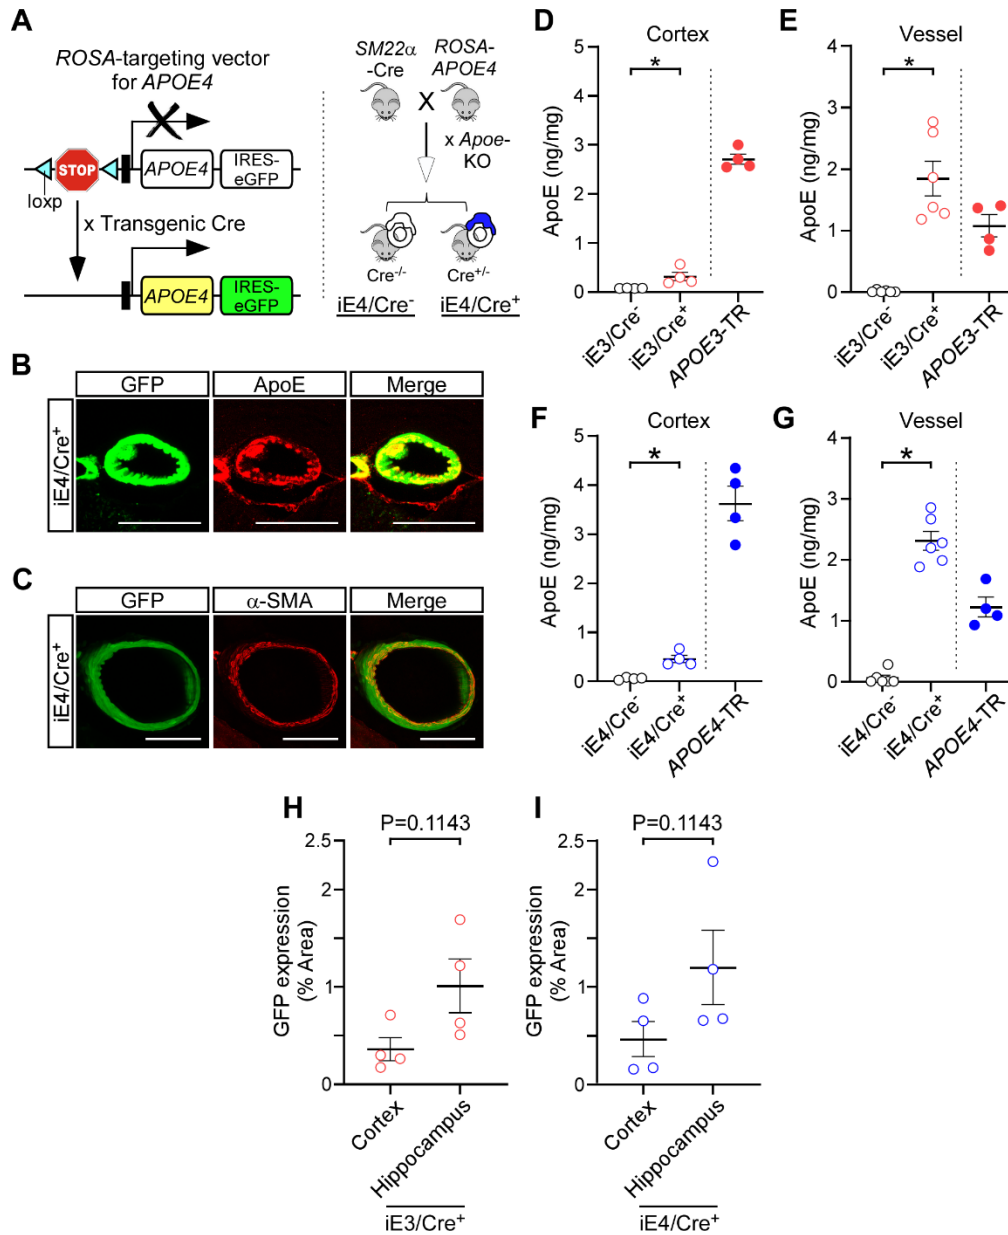 A
ROSA-targeting vector
for APOE4
STOP
loxp
APOE4
IRES-
eGFP
x Transgenic Cre
APOE4
IRES-
eGFP
SM22α
-Cre
ROSA-
APOE4
X
x Apoe-
KO
Cre-/-
Cre+/-
iE4/Cre-
iE4/Cre+
B
GFP
ApoE
Merge
iE4/Cre+
C
GFP
α-SMA
Merge
iE4/Cre+
D
Cortex
ApoE (ng/mg)
5
4
3
2
1
0
*
iE3/Cre-
iE3/Cre+
APOE3-TR
E
Vessel
ApoE (ng/mg)
4
3
2
1
0
*
iE3/Cre-
iE3/Cre+
APOE3-TR
F
Cortex
ApoE (ng/mg)
5
4
3
2
1
0
*
iE4/Cre-
iE4/Cre+
APOE4-TR
G
Vessel
ApoE (ng/mg)
4
3
2
1
0
*
iE4/Cre-
iE4/Cre+
APOE4-TR
H
P=0.1143
GFP expression
(% Area)
2.5
2
1
0
Cortex
Hippocampus
iE3/Cre+
I
P=0.1143
GFP expression
(% Area)
2.5
2
1
0
Cortex
Hippocampus
iE4/Cre+